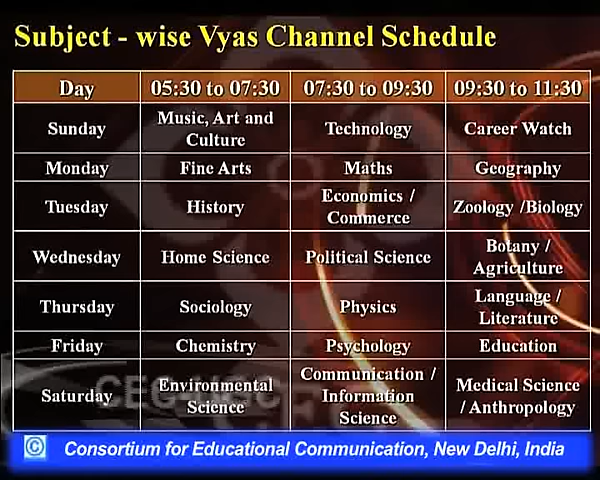 Subject - wise Vyas Channel Schedule
Day 05:30 to 07:30 07:30 to 09:30 09:30 to 11:30
Sunday Music, Art and Culture Technology Career Watch
Monday Fine Arts Maths Geography
Tuesday History Economics / Commerce Zoology /Biology
Wednesday Home Science Political Science Botany / Agriculture
Thursday Sociology Physics Language / Literature
Friday Chemistry Psychology Education
Saturday Environmental Science Communication / Information Science Medical Science / Anthropology
© Consortium for Educational Communication, New Delhi, India